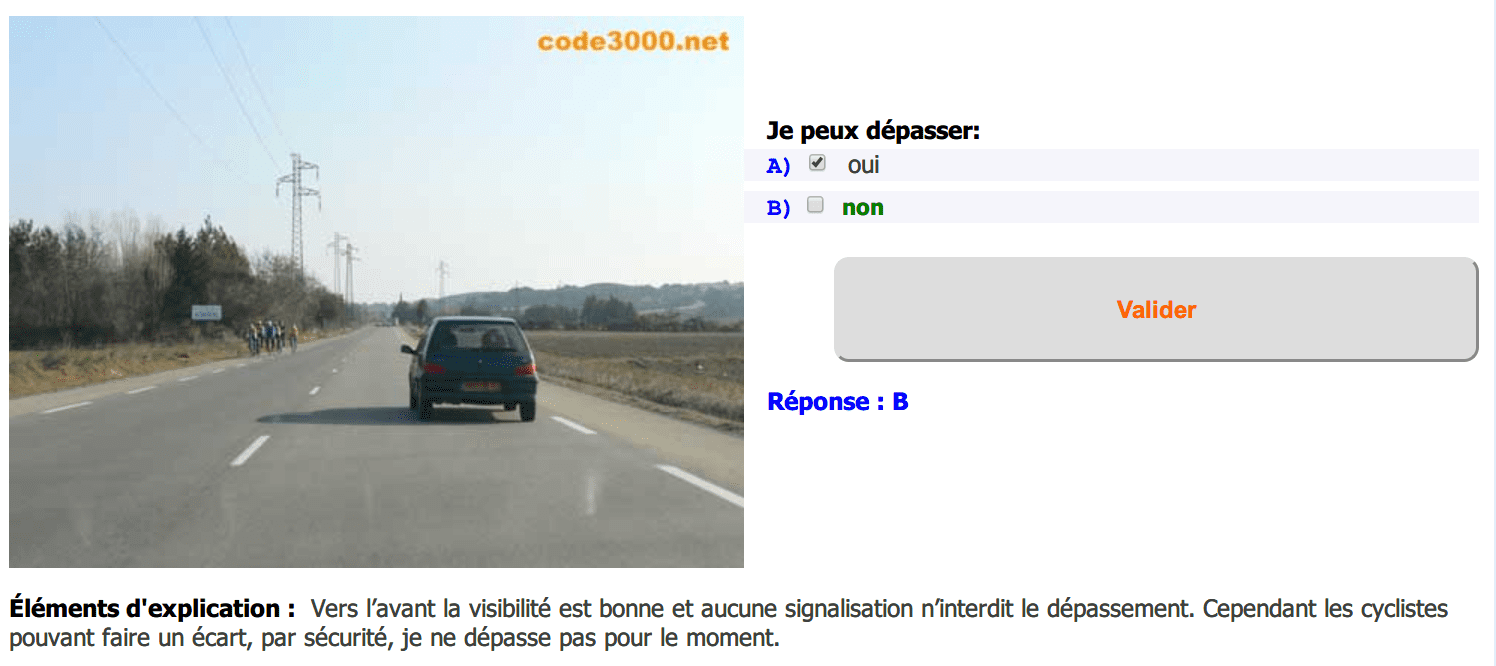 code3000.net
Je peux dépasser:
A) oui
B) non
Valider
Réponse : B
Éléments d'explication : Vers l’avant la visibilité est bonne et aucune signalisation n’interdit le dépassement. Cependant les cyclistes
pouvant faire un écart, par sécurité, je ne dépasse pas pour le moment.